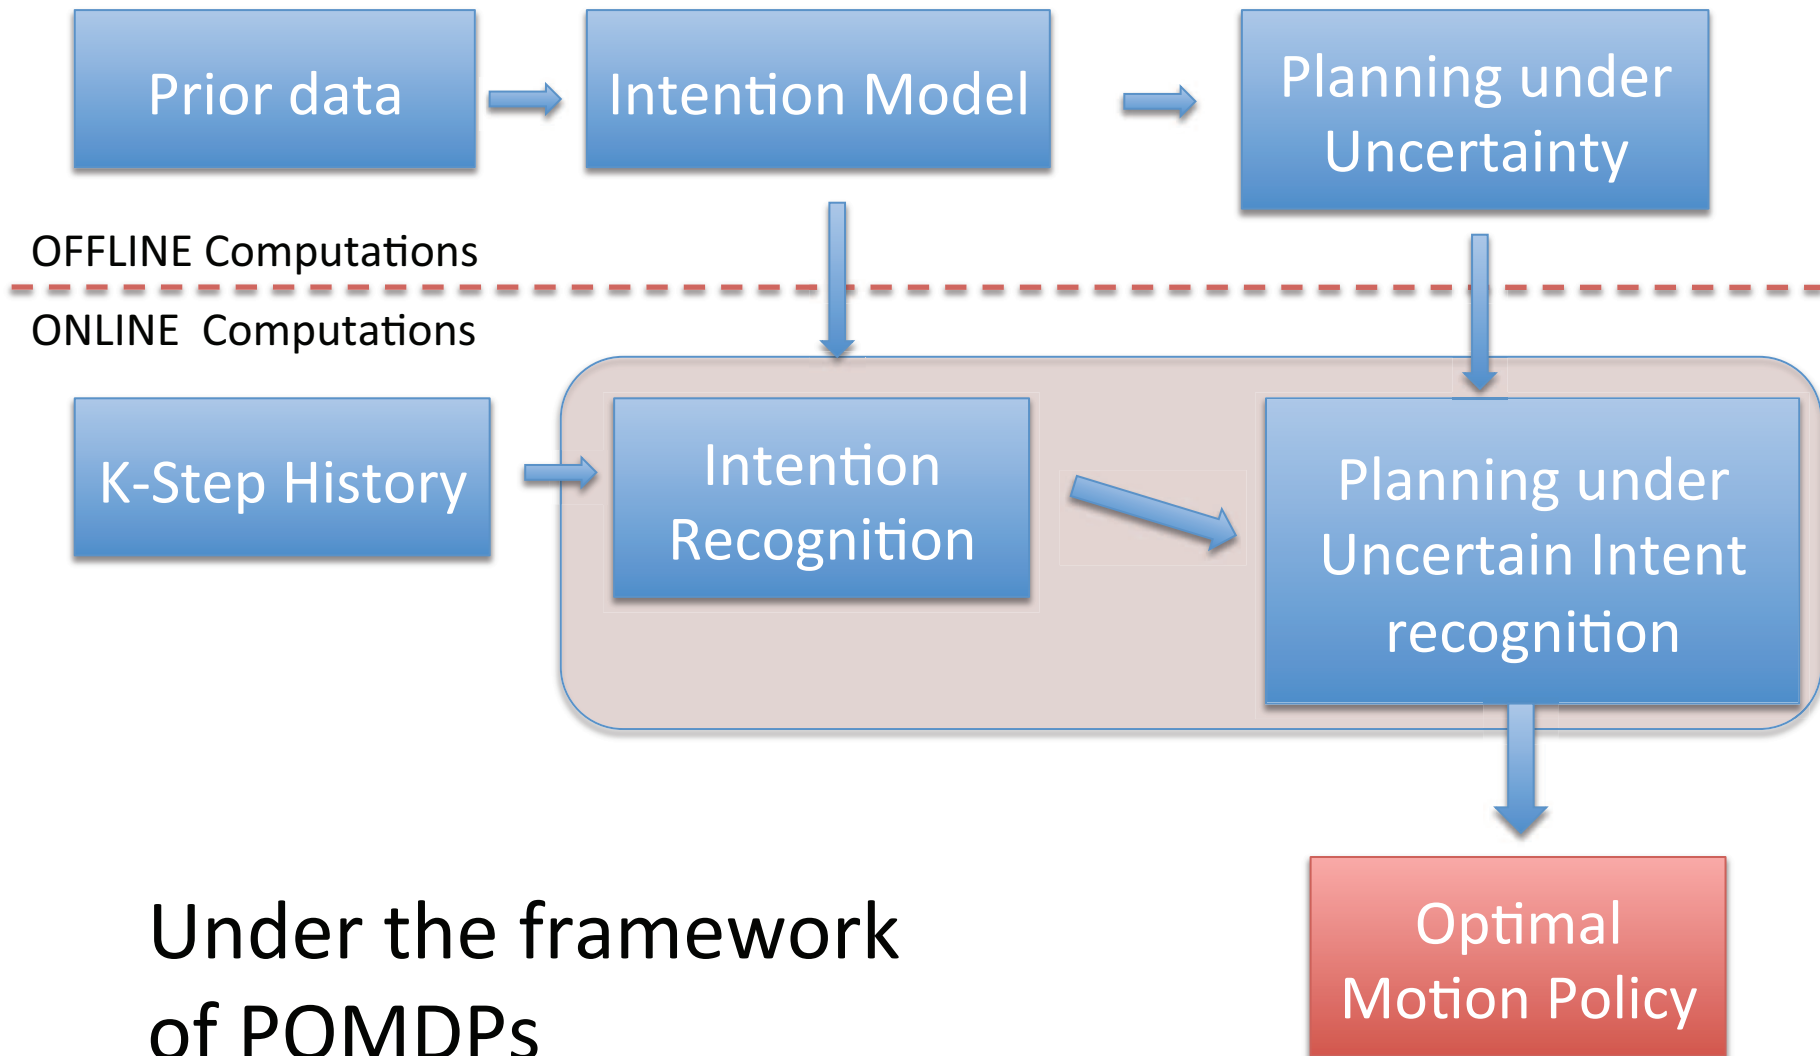 Prior data
Intention Model
Planning under
Uncertainty
OFFLINE Computations
ONLINE  Computations
K-Step History
Intention
Recognition
Planning under
Uncertain Intent
recognition
Under the framework
of POMDPs
Optimal
Motion Policy